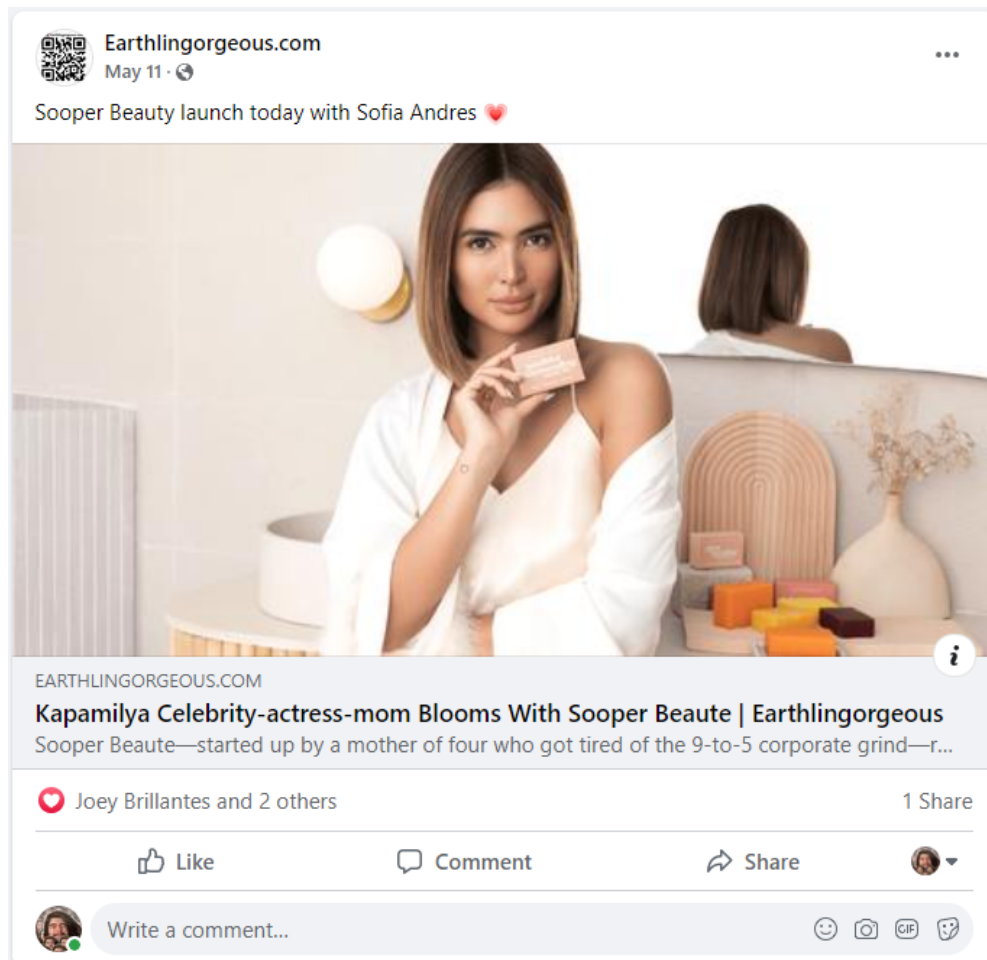 Earthlingorgeous.com
May 11 ·
Sooper Beauty launch today with Sofia Andres
EARTHLINGORGEOUS.COM
Kapamilya Celebrity-actress-mom Blooms With Sooper Beaute | Earthlingorgeous
Sooper Beaute—started up by a mother of four who got tired of the 9-to-5 corporate grind—r...
Joey Brillantes and 2 others
1 Share
Like
Comment
Share
Write a comment...
GIF